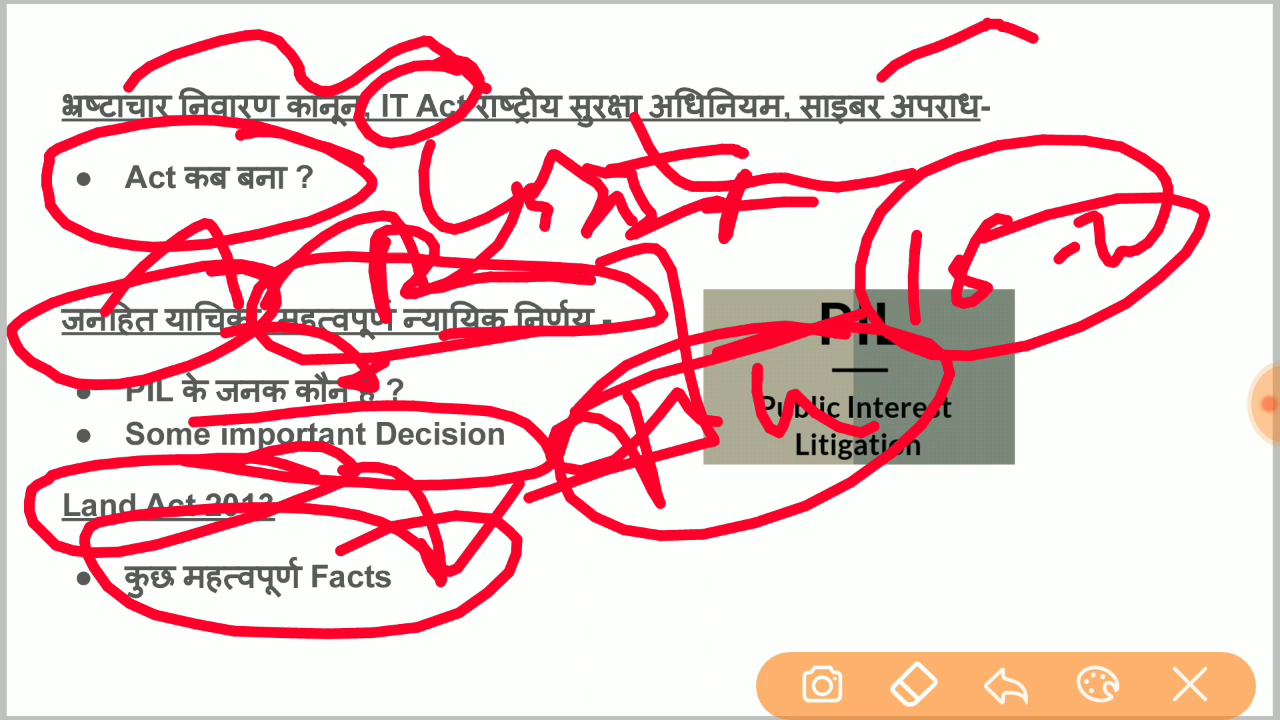 भ्रष्टाचार निवारण कानून, IT Act राष्ट्रीय सुरक्षा अधिनियम, साइबर अपराध-
● Act कब बना ?
जनहित याचिका महत्वपूर्ण न्यायिक निर्णय -
● PIL के जनक कौन है ?
● Some important Decision
PIL
Public Interest
Litigation
Land Act 2013
● कुछ महत्वपूर्ण Facts